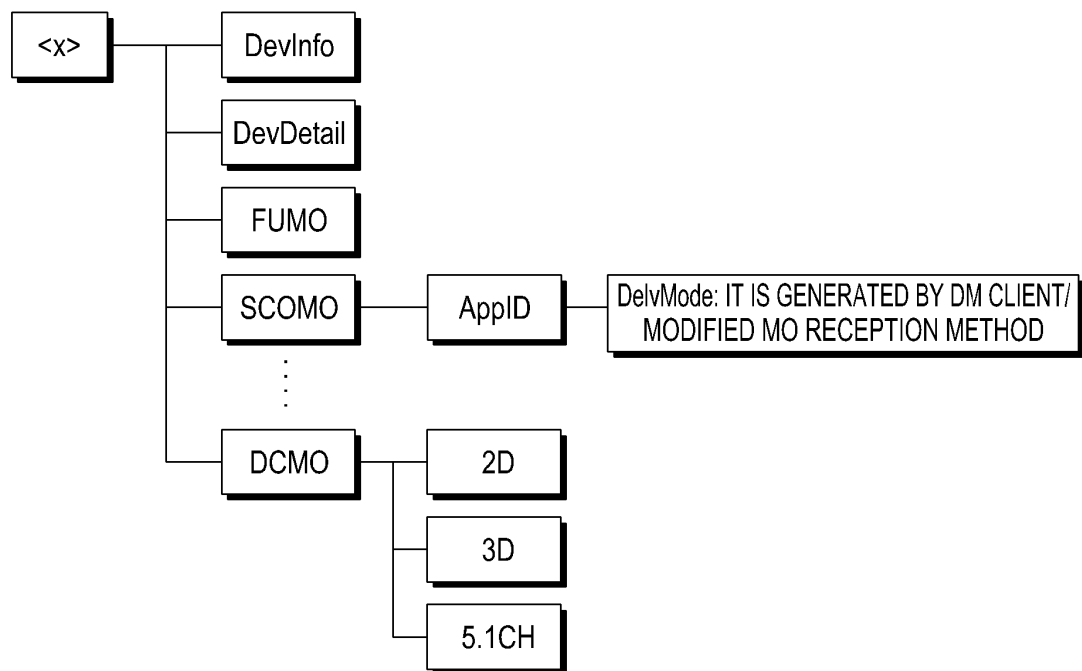 <x>
DevInfo
DevDetail
FUMO
SCOMO
AppID
DelvMode: IT IS GENERATED BY DM CLIENT/
MODIFIED MO RECEPTION METHOD
DCMO
2D
3D
5.1CH